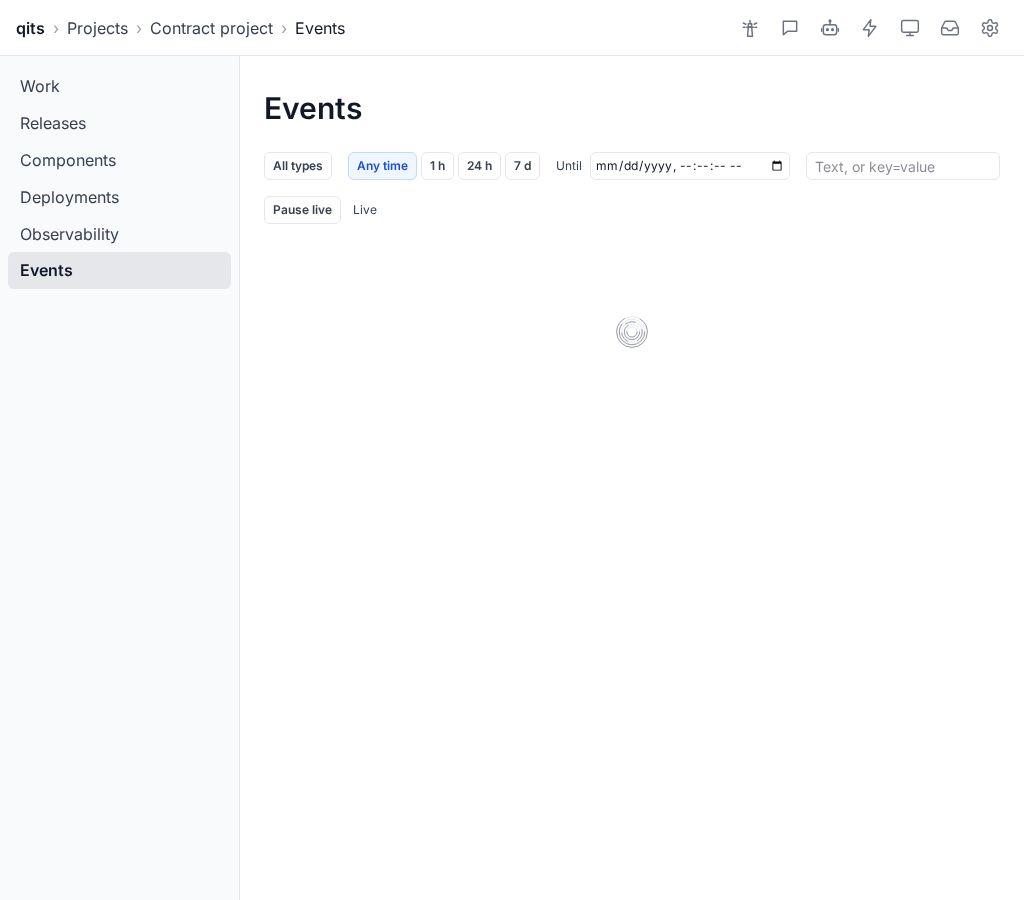 qits › Projects › Contract project › Events
Work
Releases
Components
Deployments
Observability
Events
Events
All types Any time 1 h 24 h 7 d Until mm/dd/yyyy, --:--:-- -- Text, or key=value
Pause live Live